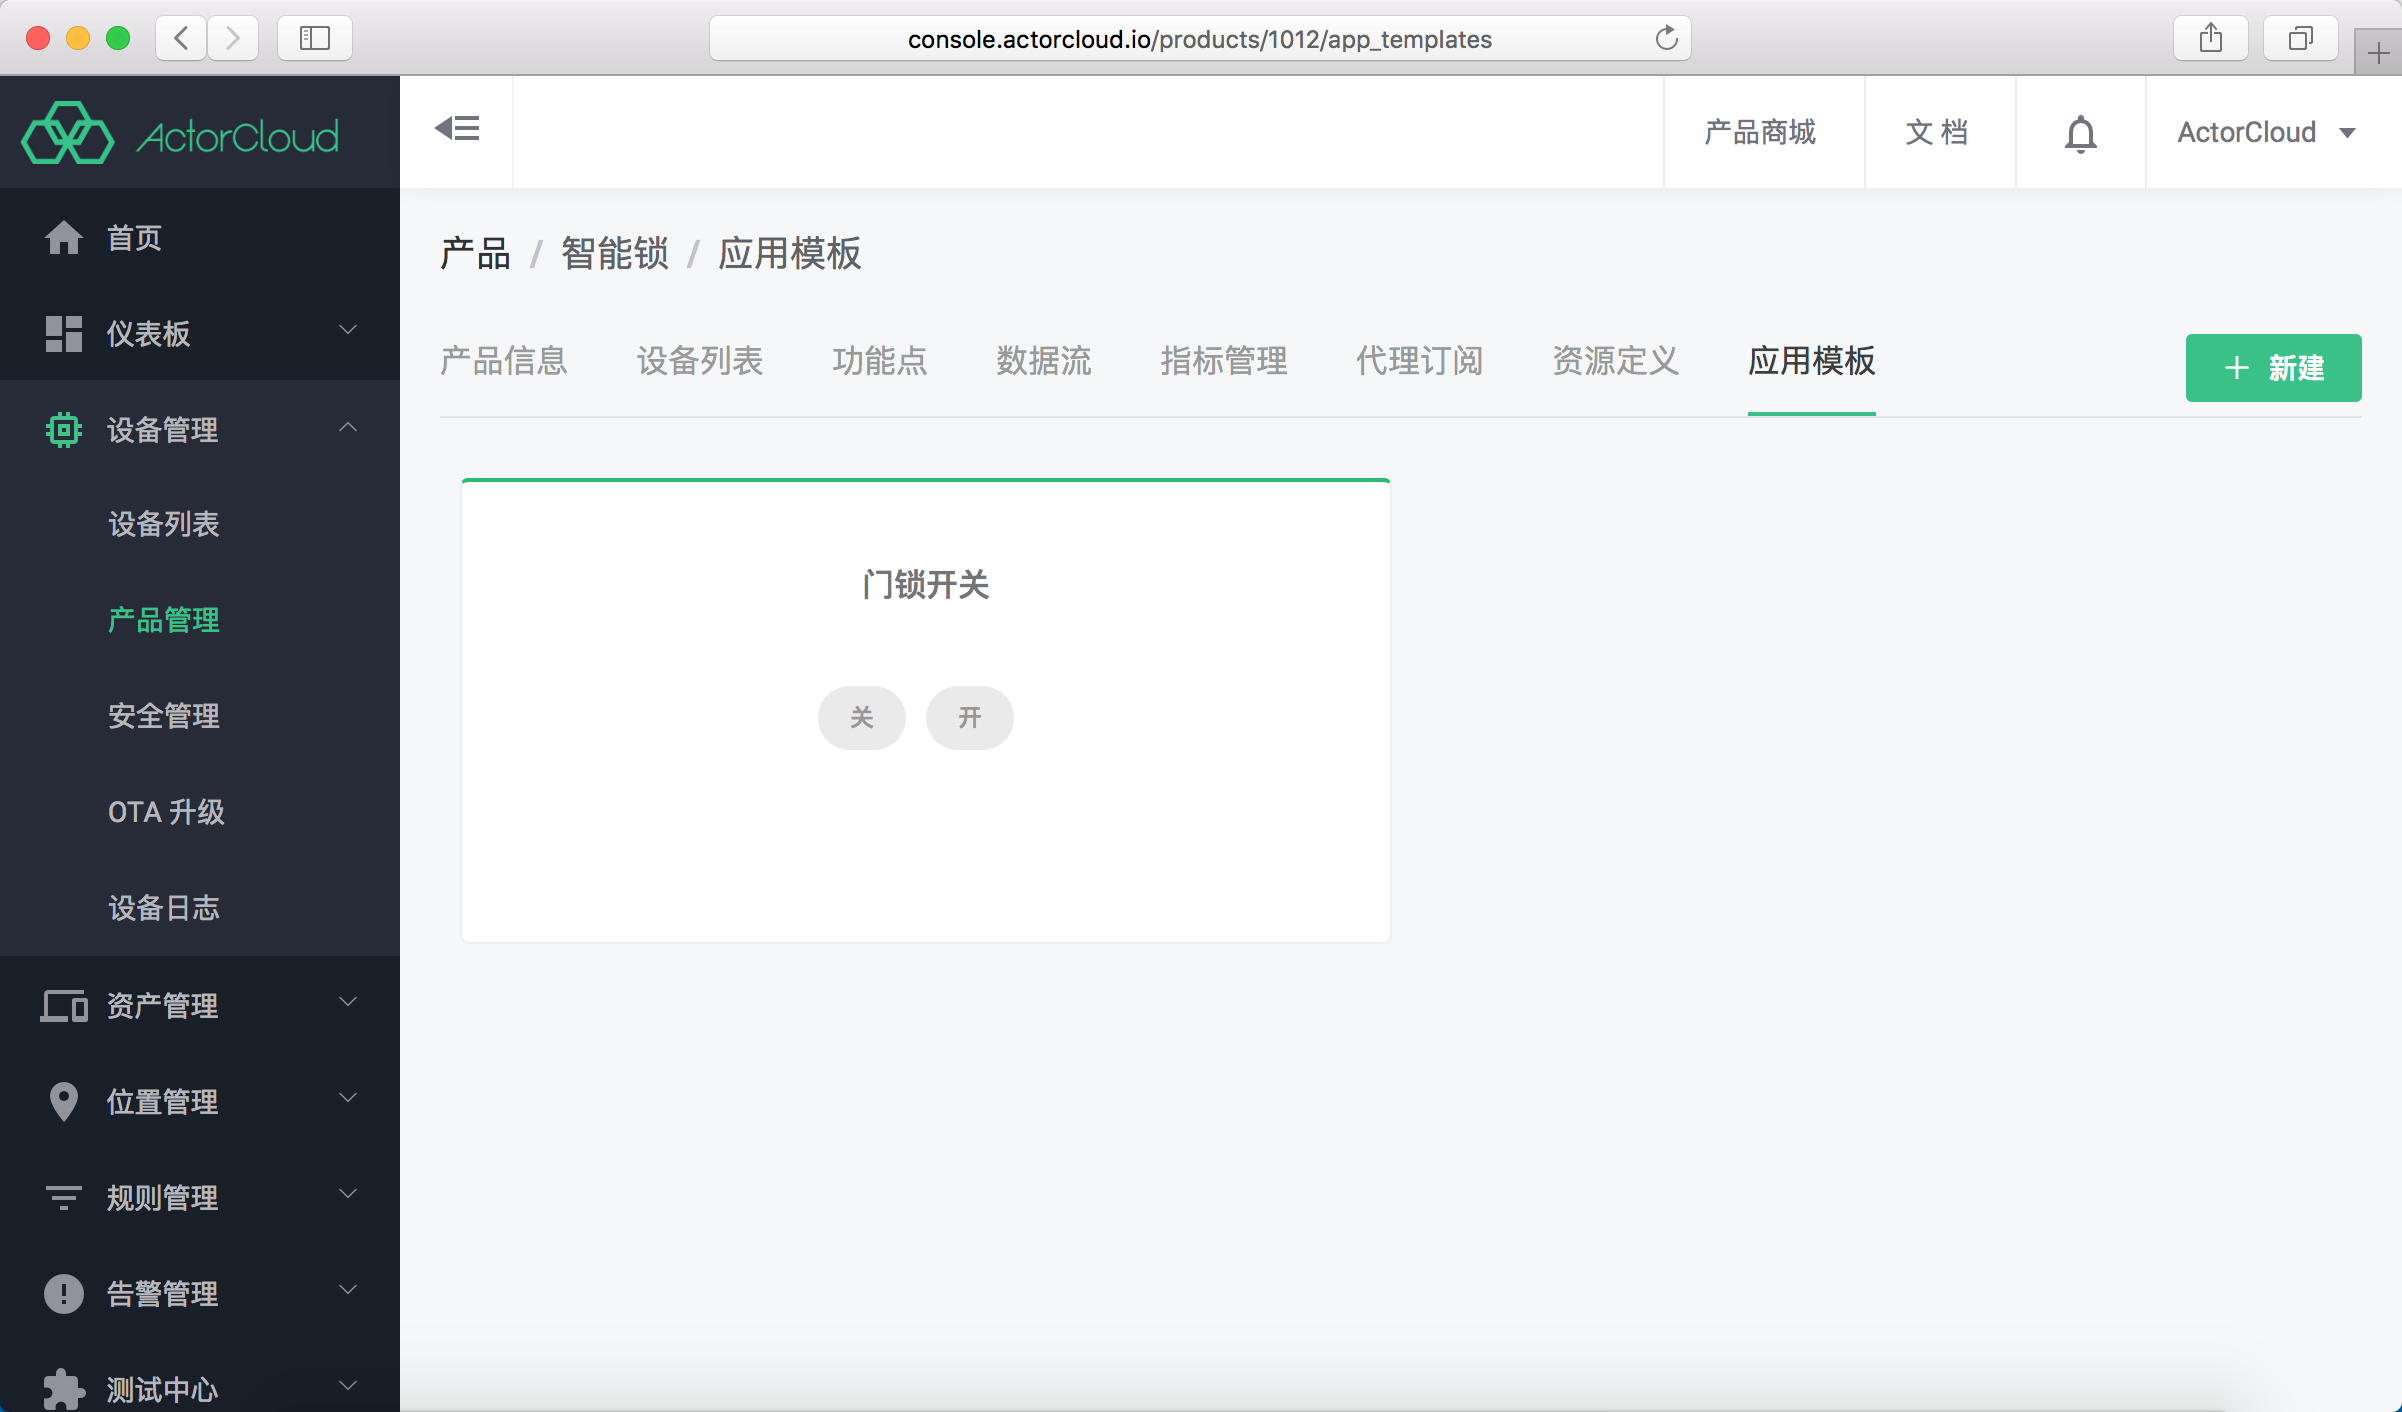 console.actorcloud.io/products/1012/app_templates
ActorCloud
产品商城
文 档
ActorCloud
首页
仪表板
设备管理
设备列表
产品管理
安全管理
OTA 升级
设备日志
资产管理
位置管理
规则管理
告警管理
测试中心
产品 / 智能锁 / 应用模板
产品信息 设备列表 功能点 数据流 指标管理 代理订阅 资源定义 应用模板
+ 新建
门锁开关
关 开